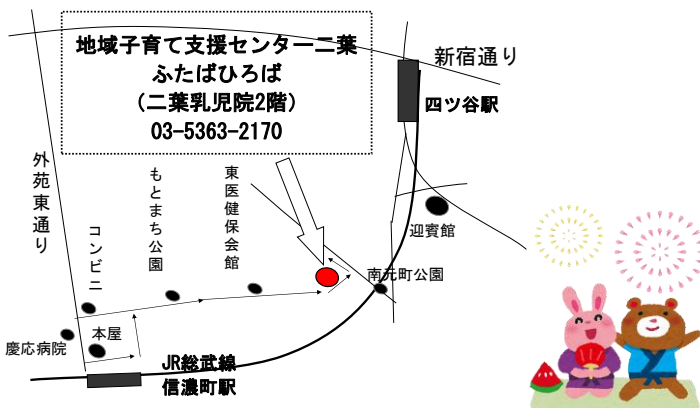 地域子育て支援センター二葉
ふたばひろば
（二葉乳児院2階）
03-5363-2170
新宿通り
四ツ谷駅
外苑東通り
コンビニ
もとまち公園
東医健保会館
迎賓館
南元町公園
慶応病院
本屋
JR総武線
信濃町駅